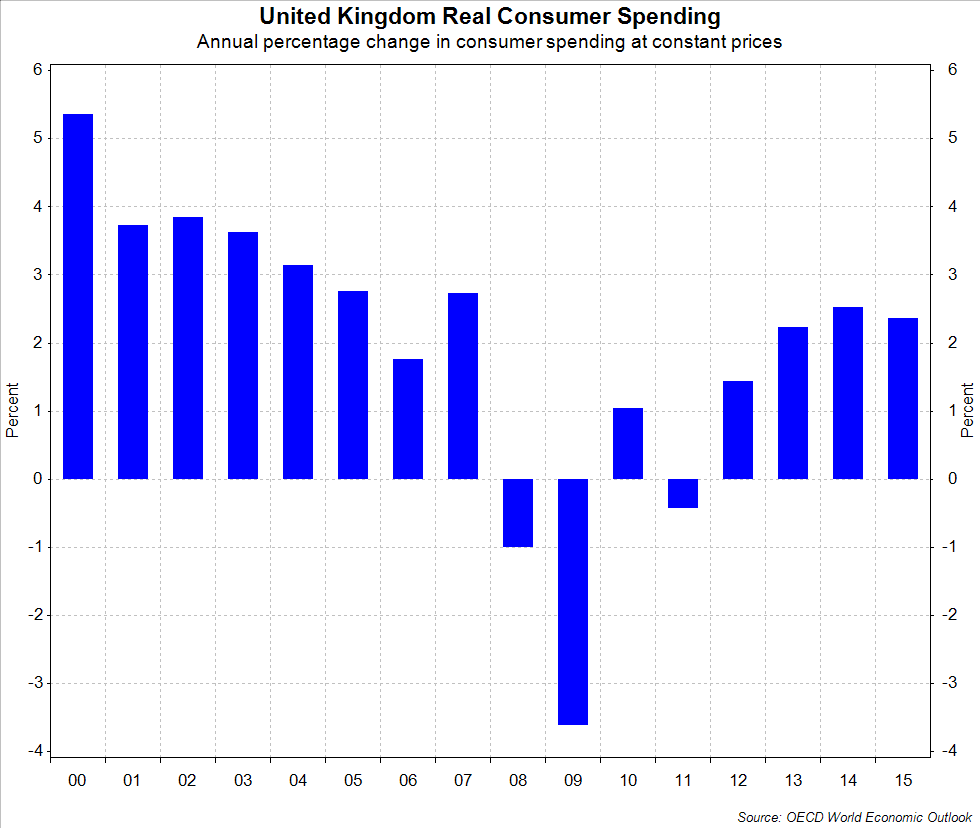 United Kingdom Real Consumer Spending
Annual percentage change in consumer spending at constant prices
6 6
5 5
4 4
3 3
2 2
Percent Percent
1 1
0 0
-1 -1
-2 -2
-3 -3
-4 -4
00 01 02 03 04 05 06 07 08 09 10 11 12 13 14 15
Source: OECD World Economic Outlook